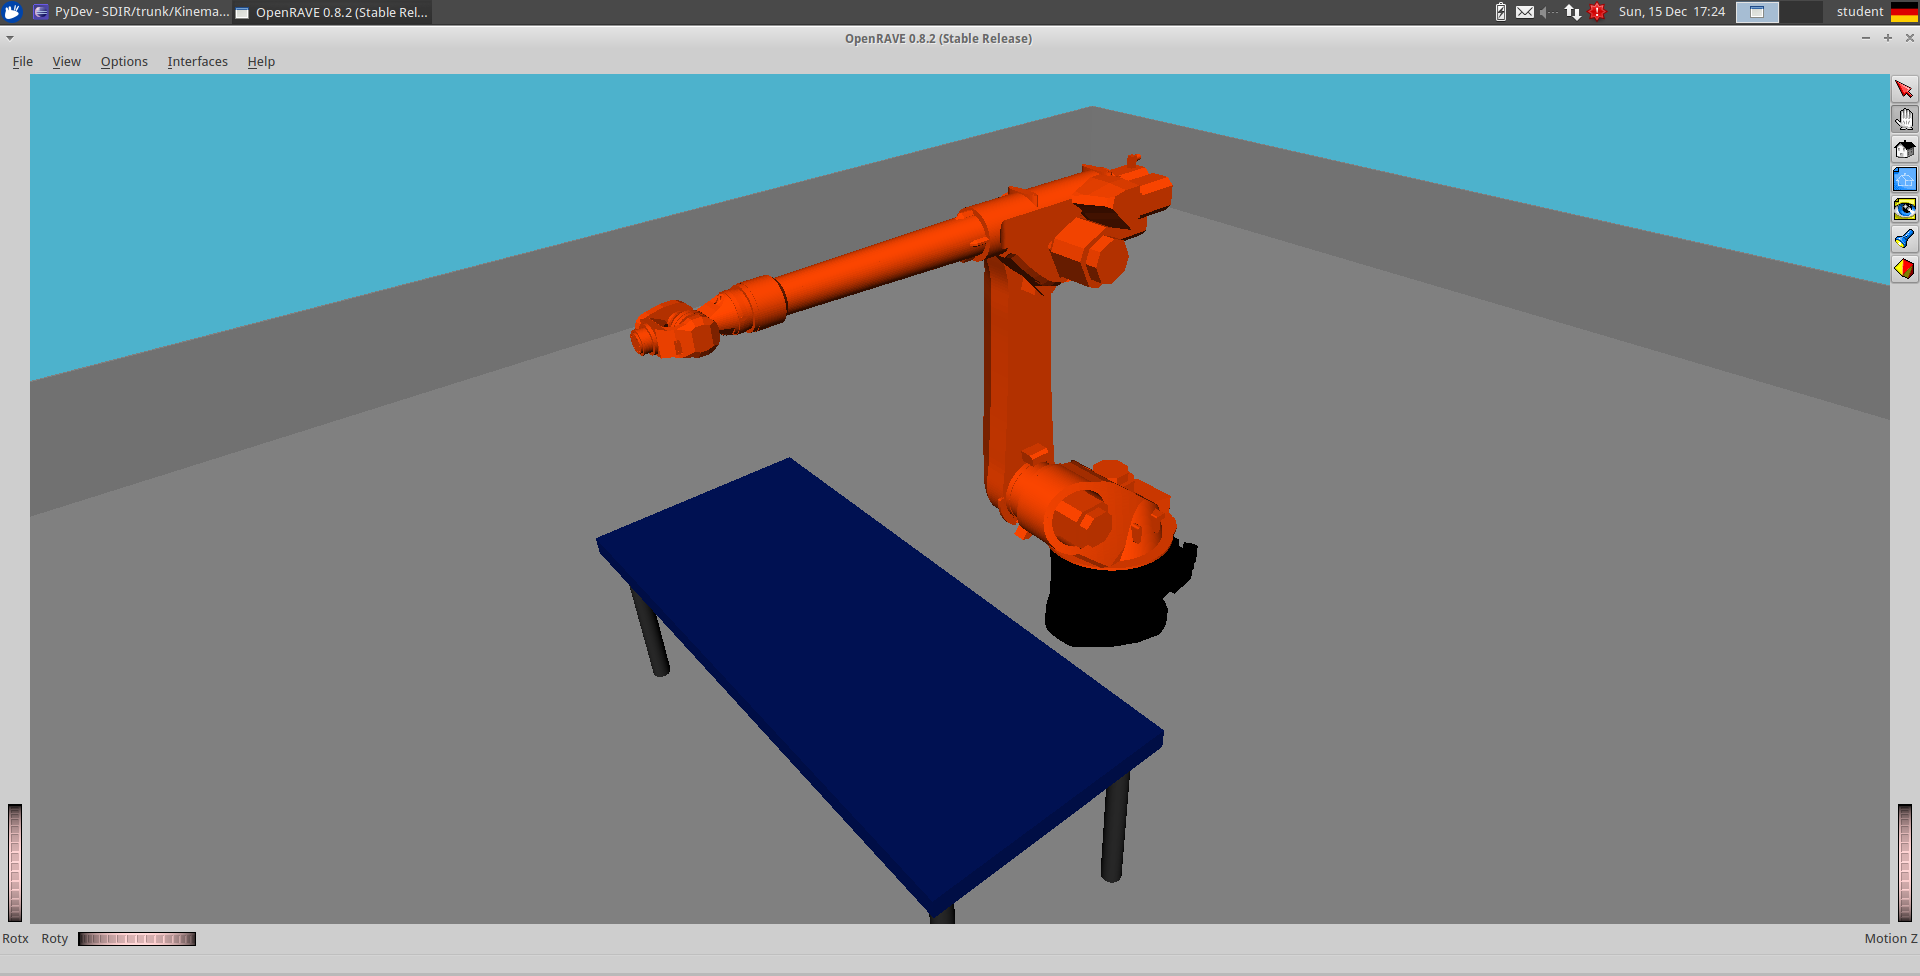 PyDev - SDIR/trunk/Kinema... OpenRAVE 0.8.2 (Stable Rel... Sun, 15 Dec 17:24 student
OpenRAVE 0.8.2 (Stable Release)
File View Options Interfaces Help
Rotx Roty Motion Z